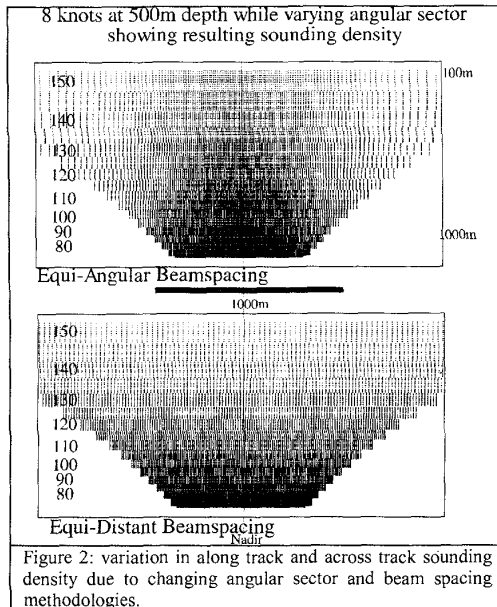 8 knots at 500m depth while varying angular sector
showing resulting sounding density
150
140
130
120
110
100
90
80
100m
1000m
Equi-Angular Beamspacing
1000m
150
140
130
120
110
100
90
80
Equi-Distant Beamspacing
Nadir
Figure 2: variation in along track and across track sounding
density due to changing angular sector and beam spacing
methodologies.